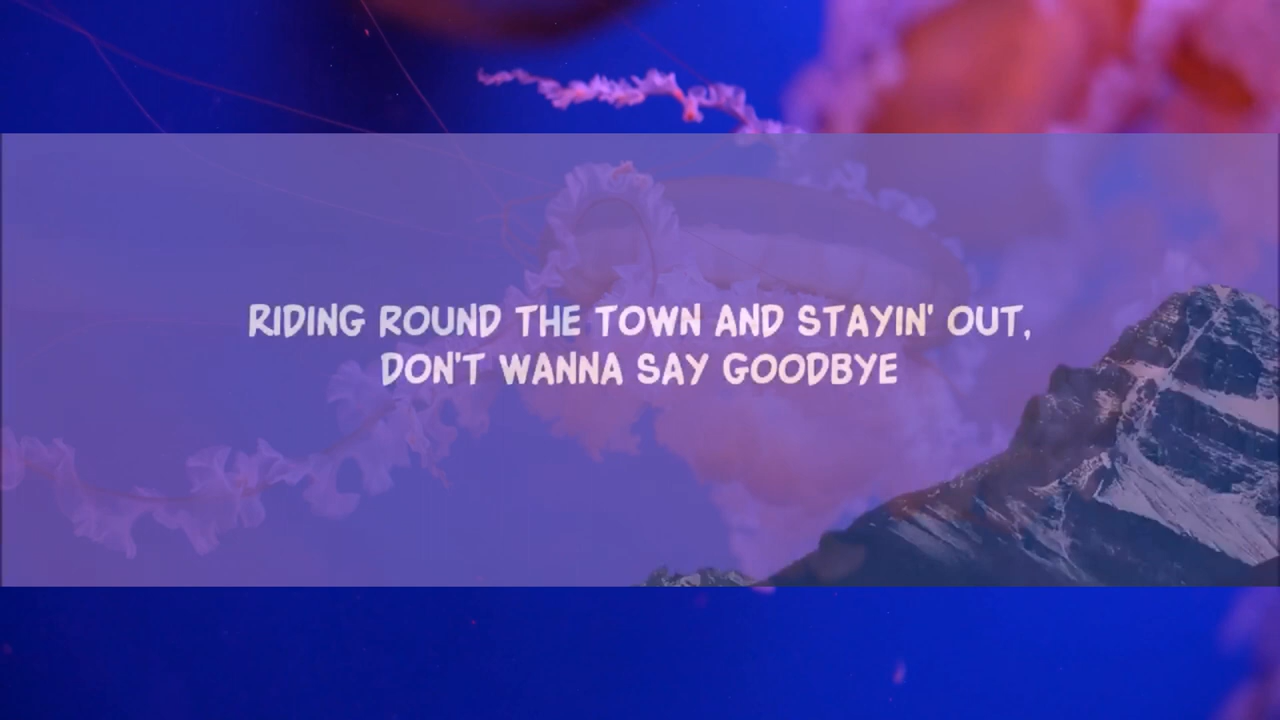 RIDING ROUND THE TOWN AND STAYIN' OUT,
DON'T WANNA SAY GOODBYE